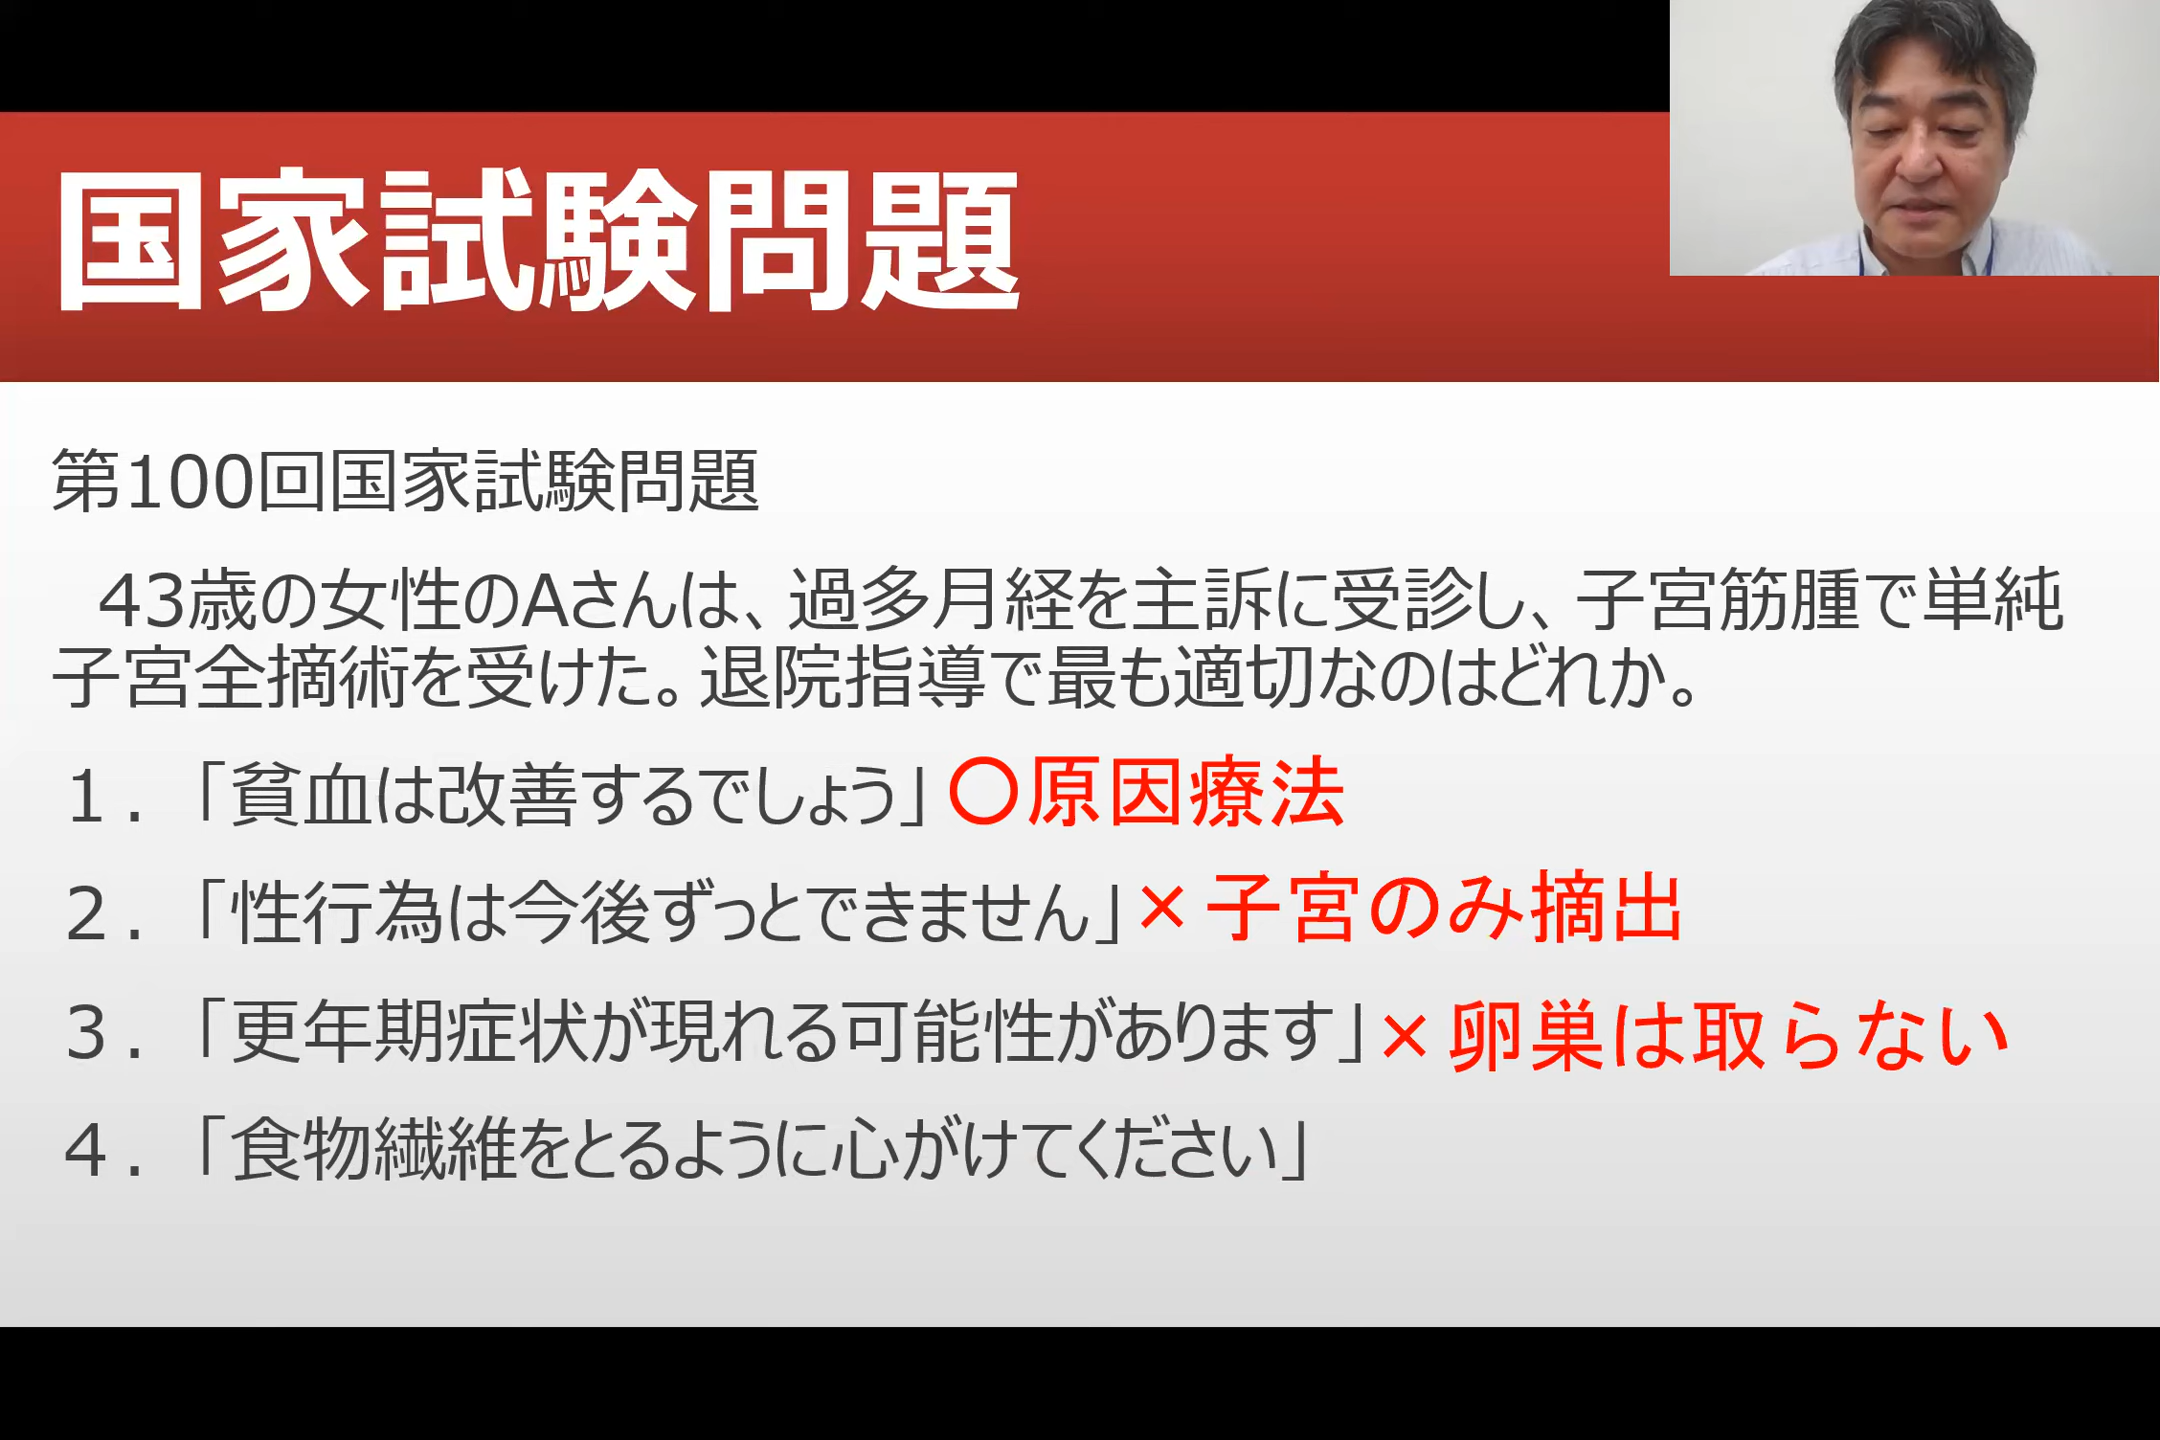 国家試験問題
第100回国家試験問題
43歳の女性のAさんは、過多月経を主訴に受診し、子宮筋腫で単純
子宮全摘術を受けた。退院指導で最も適切なのはどれか。
１．「貧血は改善するでしょう」〇原因療法
２．「性行為は今後ずっとできません」×子宮のみ摘出
３．「更年期症状が現れる可能性があります」×卵巣は取らない
４．「食物繊維をとるように心がけてください」